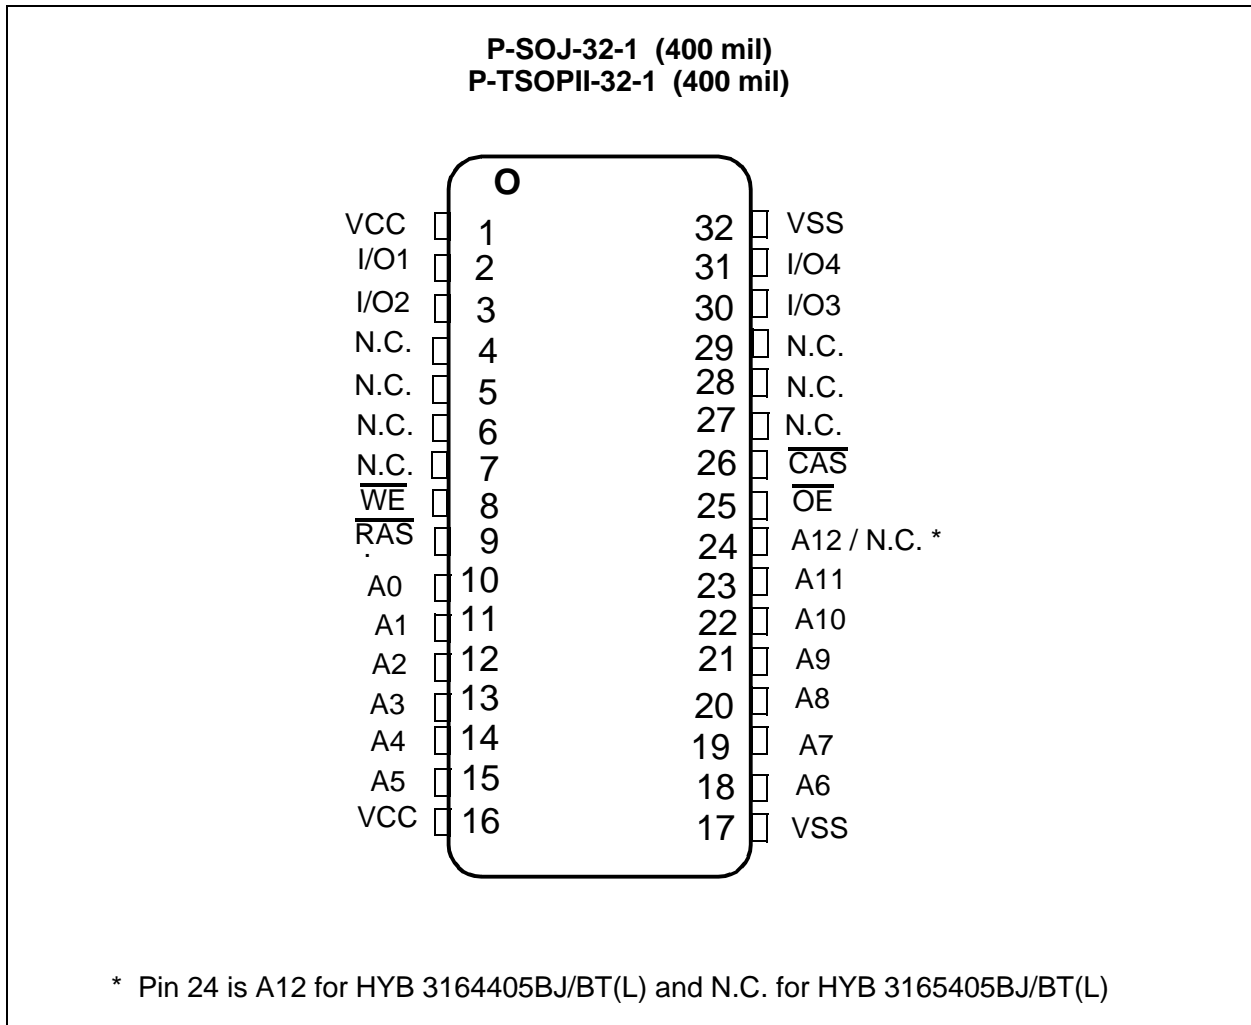 P-SOJ-32-1 (400 mil)
P-TSOPII-32-1 (400 mil)
O
VCC 1 32 VSS
I/O1 2 31 I/O4
I/O2 3 30 I/O3
N.C. 4 29 N.C.
N.C. 5 28 N.C.
N.C. 6 27 N.C.
N.C. 7 26 C̅A̅S̅
W̅E̅ 8 25 O̅E̅
R̅A̅S̅ 9 24 A12 / N.C. *
.
A0 10 23 A11
A1 11 22 A10
A2 12 21 A9
A3 13 20 A8
A4 14 19 A7
A5 15 18 A6
VCC 16 17 VSS
* Pin 24 is A12 for HYB 3164405BJ/BT(L) and N.C. for HYB 3165405BJ/BT(L)